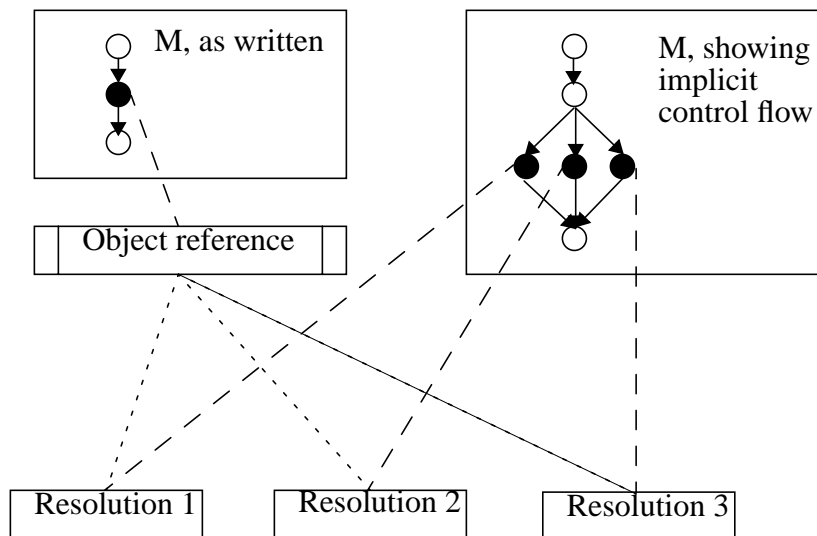 M, as written
M, showing
implicit
control flow
Object reference
Resolution 1
Resolution 2
Resolution 3